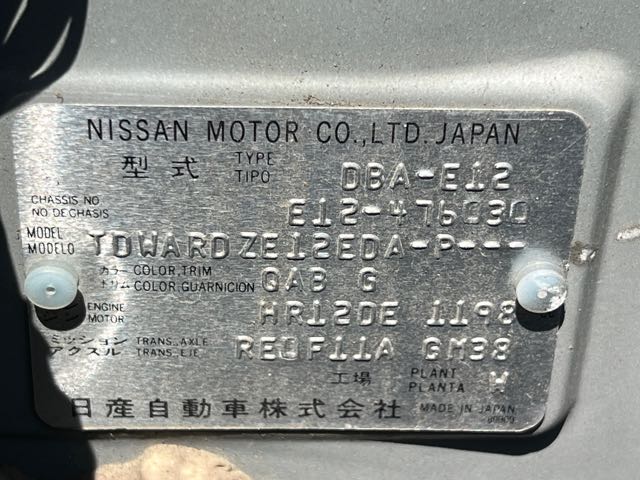 NISSAN MOTOR CO.,LTD. JAPAN
型式 TYPE TIPO DBA-E12
CHASSIS NO NO DE CHASIS E12-476030
MODEL MODELO TDWARDZE12EDA-P---
カラー COLOR,TRIM トリム COLOR,GUARNICION QAB G
ENGINE MOTOR HR12DE 1198
ミッション TRANS.,AXLE アクスル TRANS.,EJE RE0F11A GM38
工場 PLANT PLANTA W
日産自動車株式会社 MADE IN JAPAN